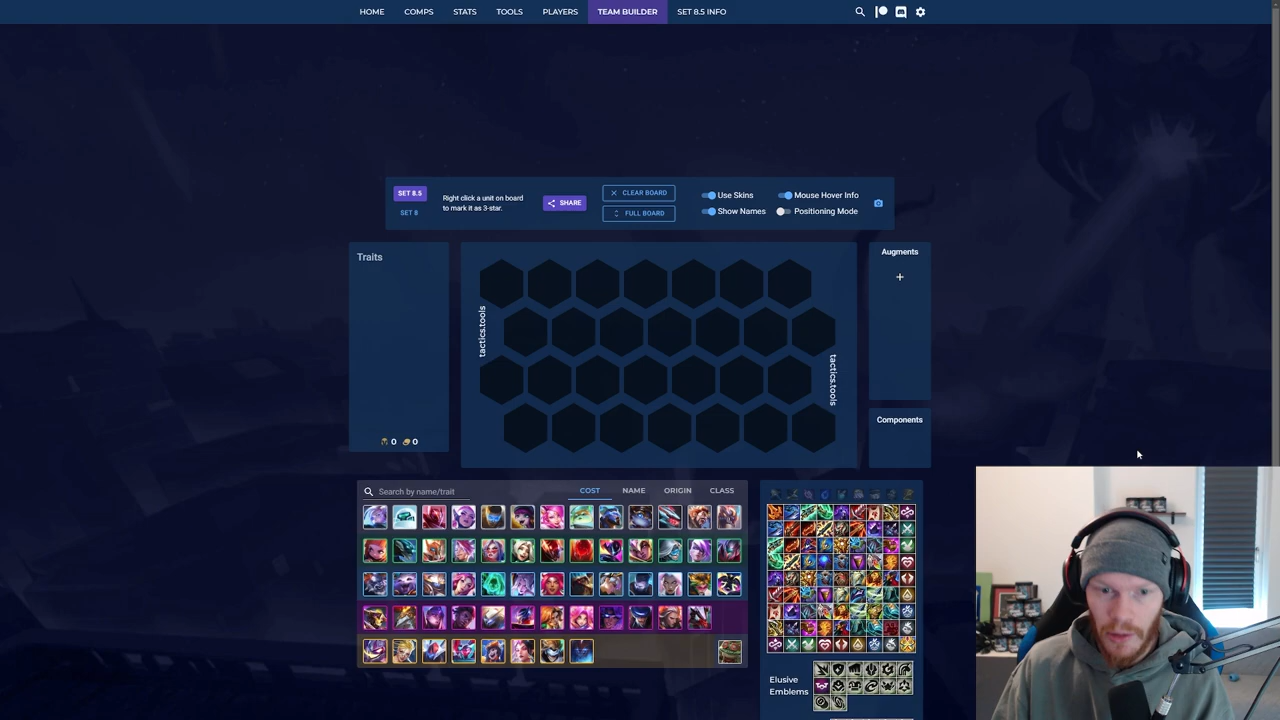 HOME COMPS STATS TOOLS PLAYERS TEAM BUILDER SET 8.5 INFO
SET 8.5
SET 8
Right click a unit on board
to mark it as 3-star.
SHARE
CLEAR BOARD
FULL BOARD
Use Skins
Mouse Hover Info
Show Names
Positioning Mode
Traits
0 0
tactics.tools
tactics.tools
Augments
+
Components
Search by name/trait
COST NAME ORIGIN CLASS
Elusive
Emblems